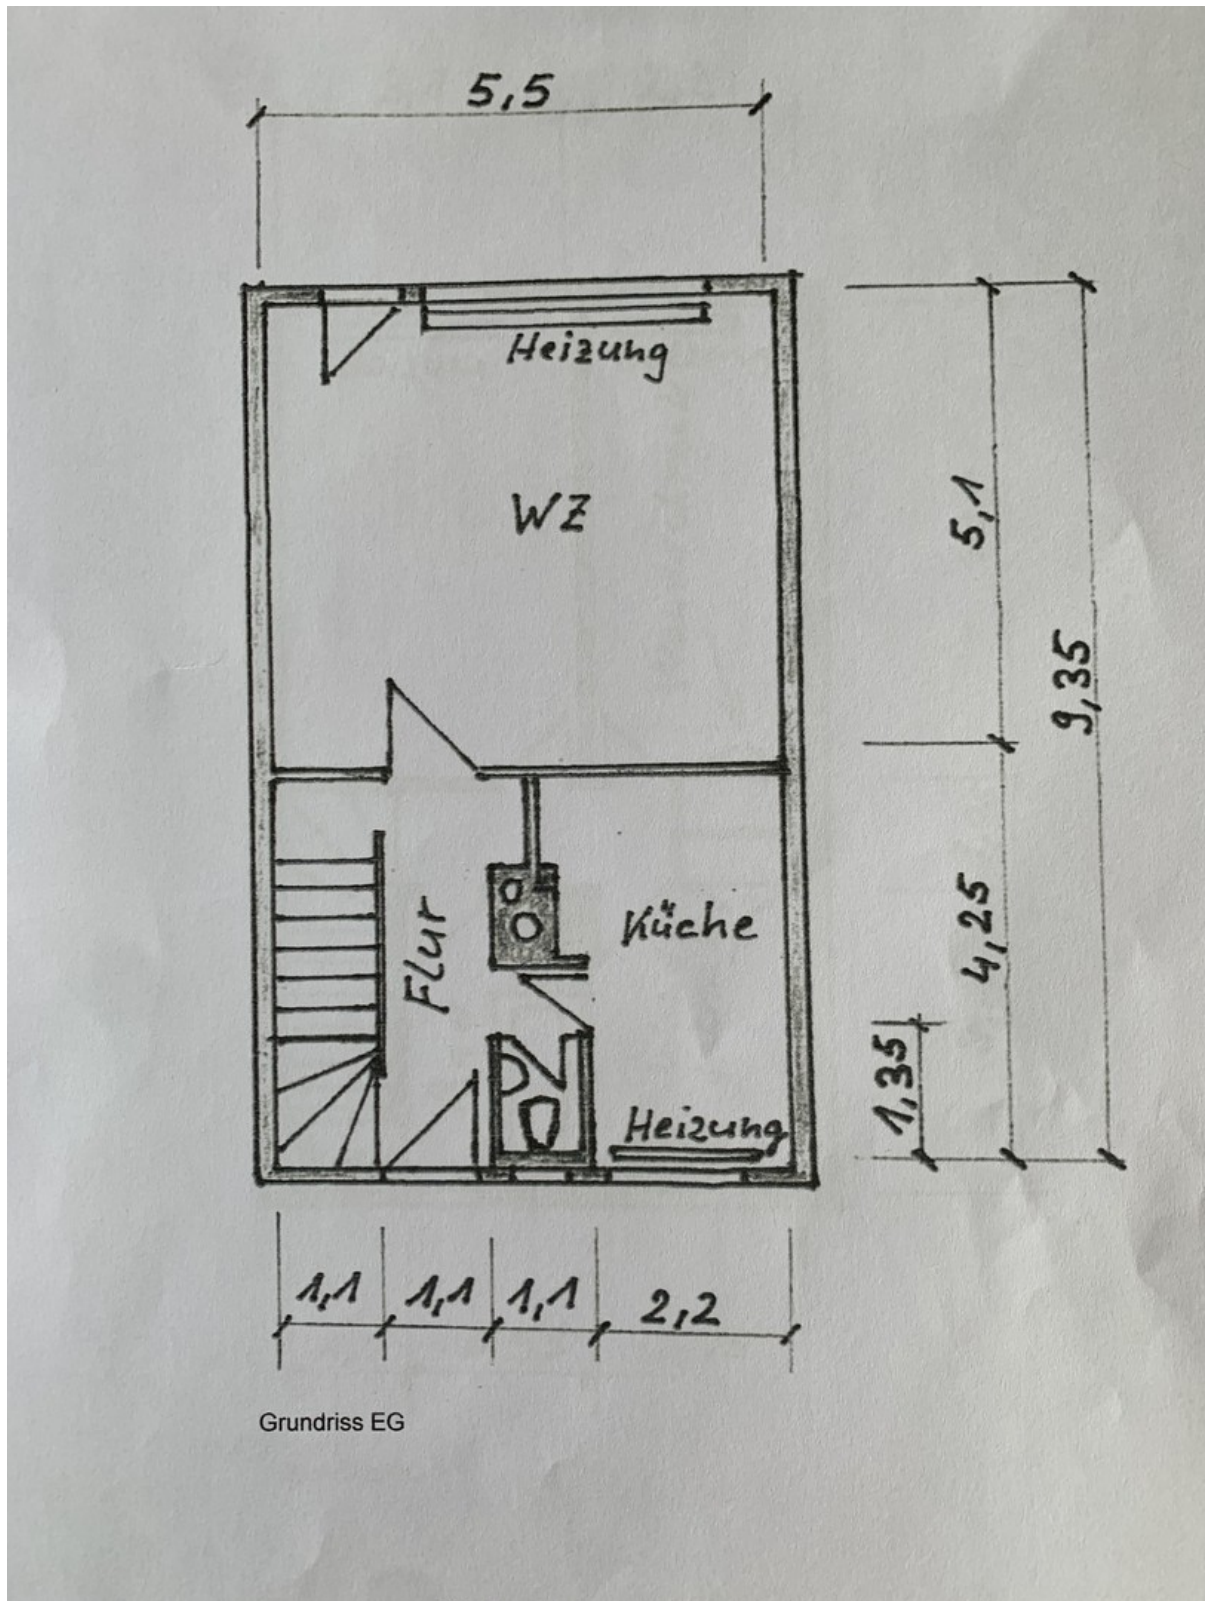 5,5
Heizung
WZ
5,1
9,35
Flur
Küche
4,25
1,35
Heizung
1,1
1,1
1,1
2,2
Grundriss EG